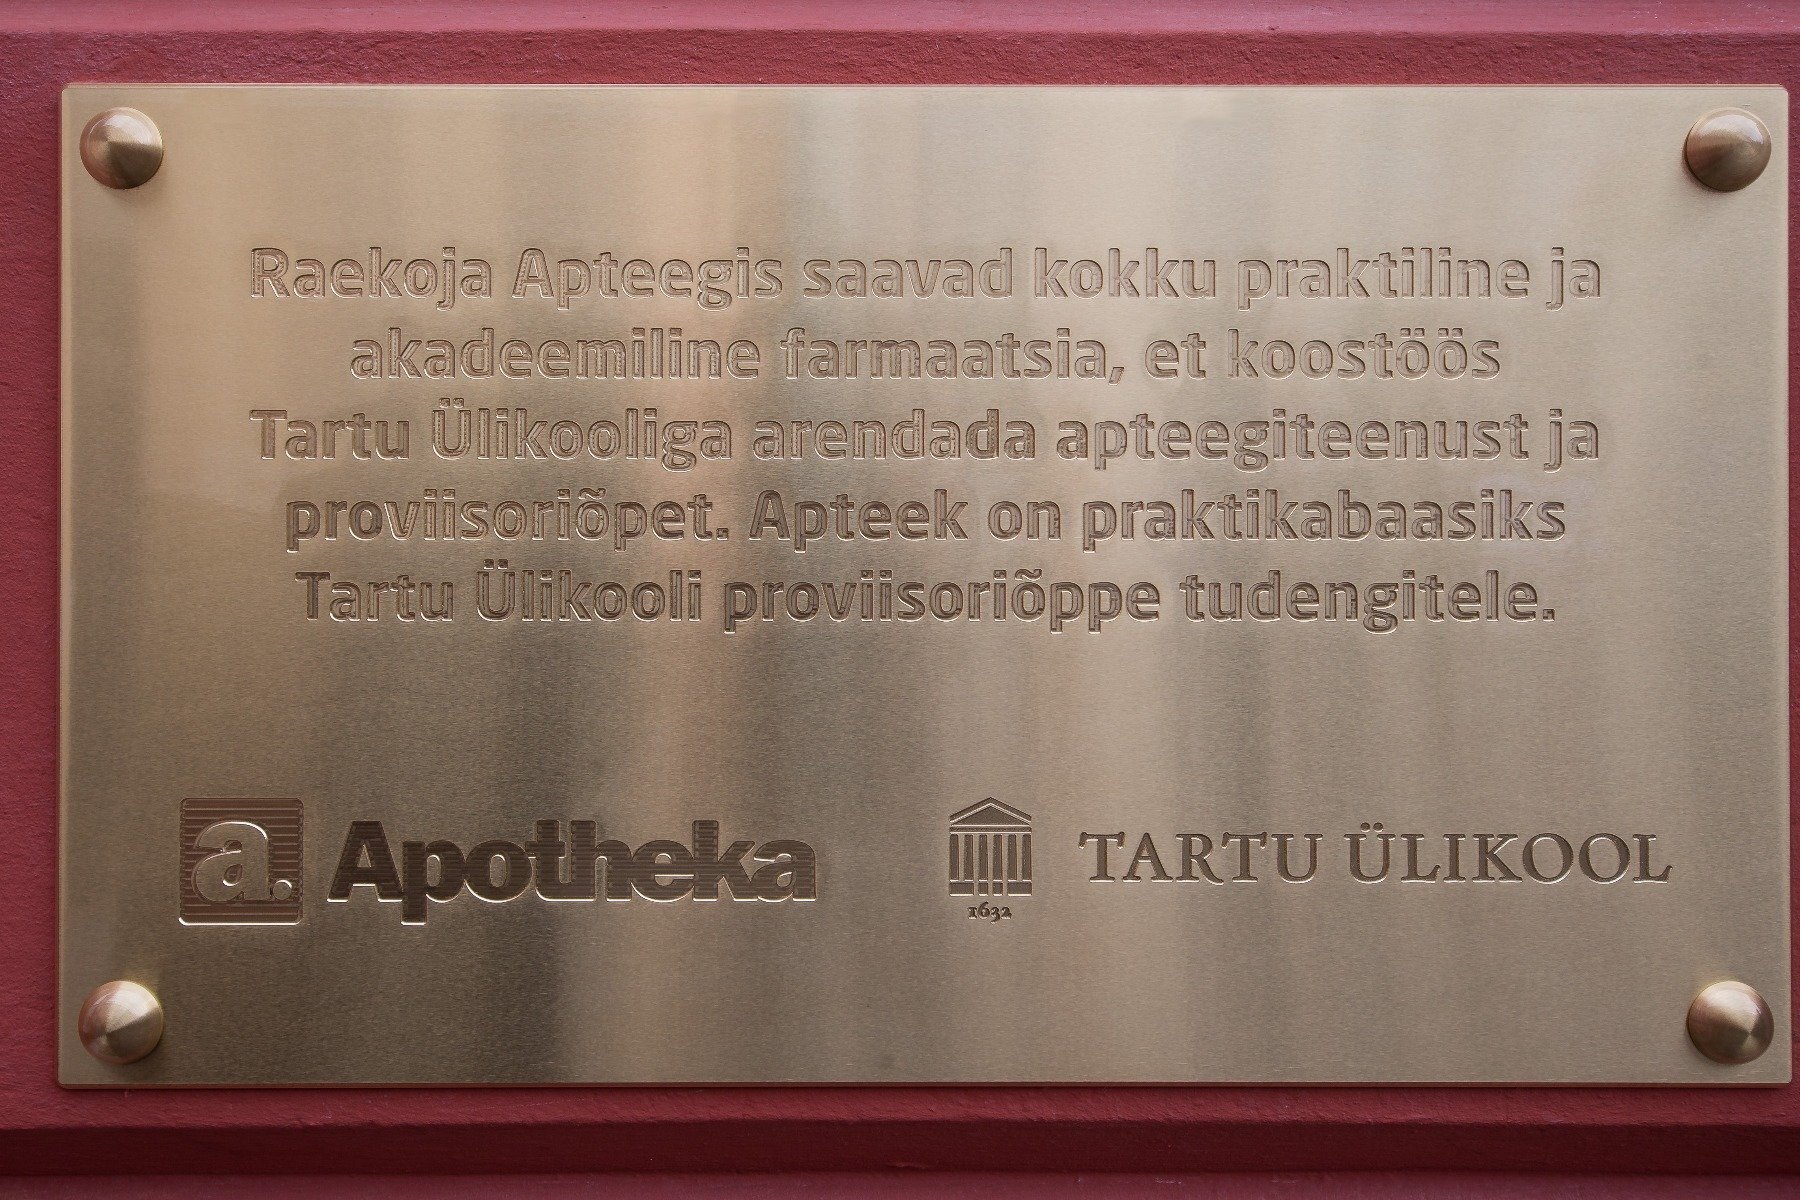 Raekoja Apteegis saavad kokku praktiline ja
akadeemiline farmaatsia, et koostöös
Tartu Ülikooliga arendada apteegiteenust ja
proviisoriõpet. Apteek on praktikabaasiks
Tartu Ülikooli proviisoriõppe tudengitele.
a. Apotheka
TARTU ÜLIKOOL
1632